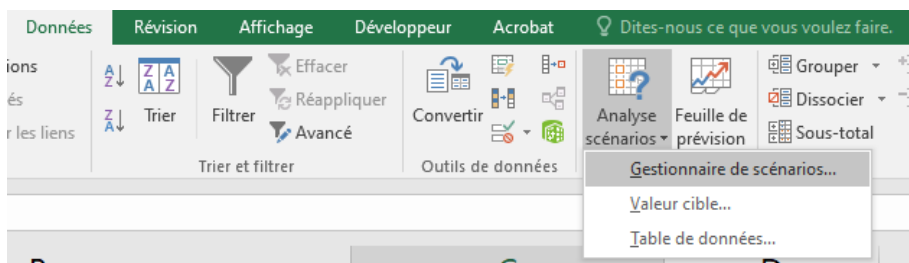 Données Révision Affichage Développeur Acrobat Dites-nous ce que vous voulez faire.
ions
és
r les liens
Trier
Filtrer
Effacer
Réappliquer
Avancé
Trier et filtrer
Convertir
Outils de données
Analyse
scénarios
Feuille de
prévision
Grouper
Dissocier
Sous-total
Gestionnaire de scénarios...
Valeur cible...
Table de données...